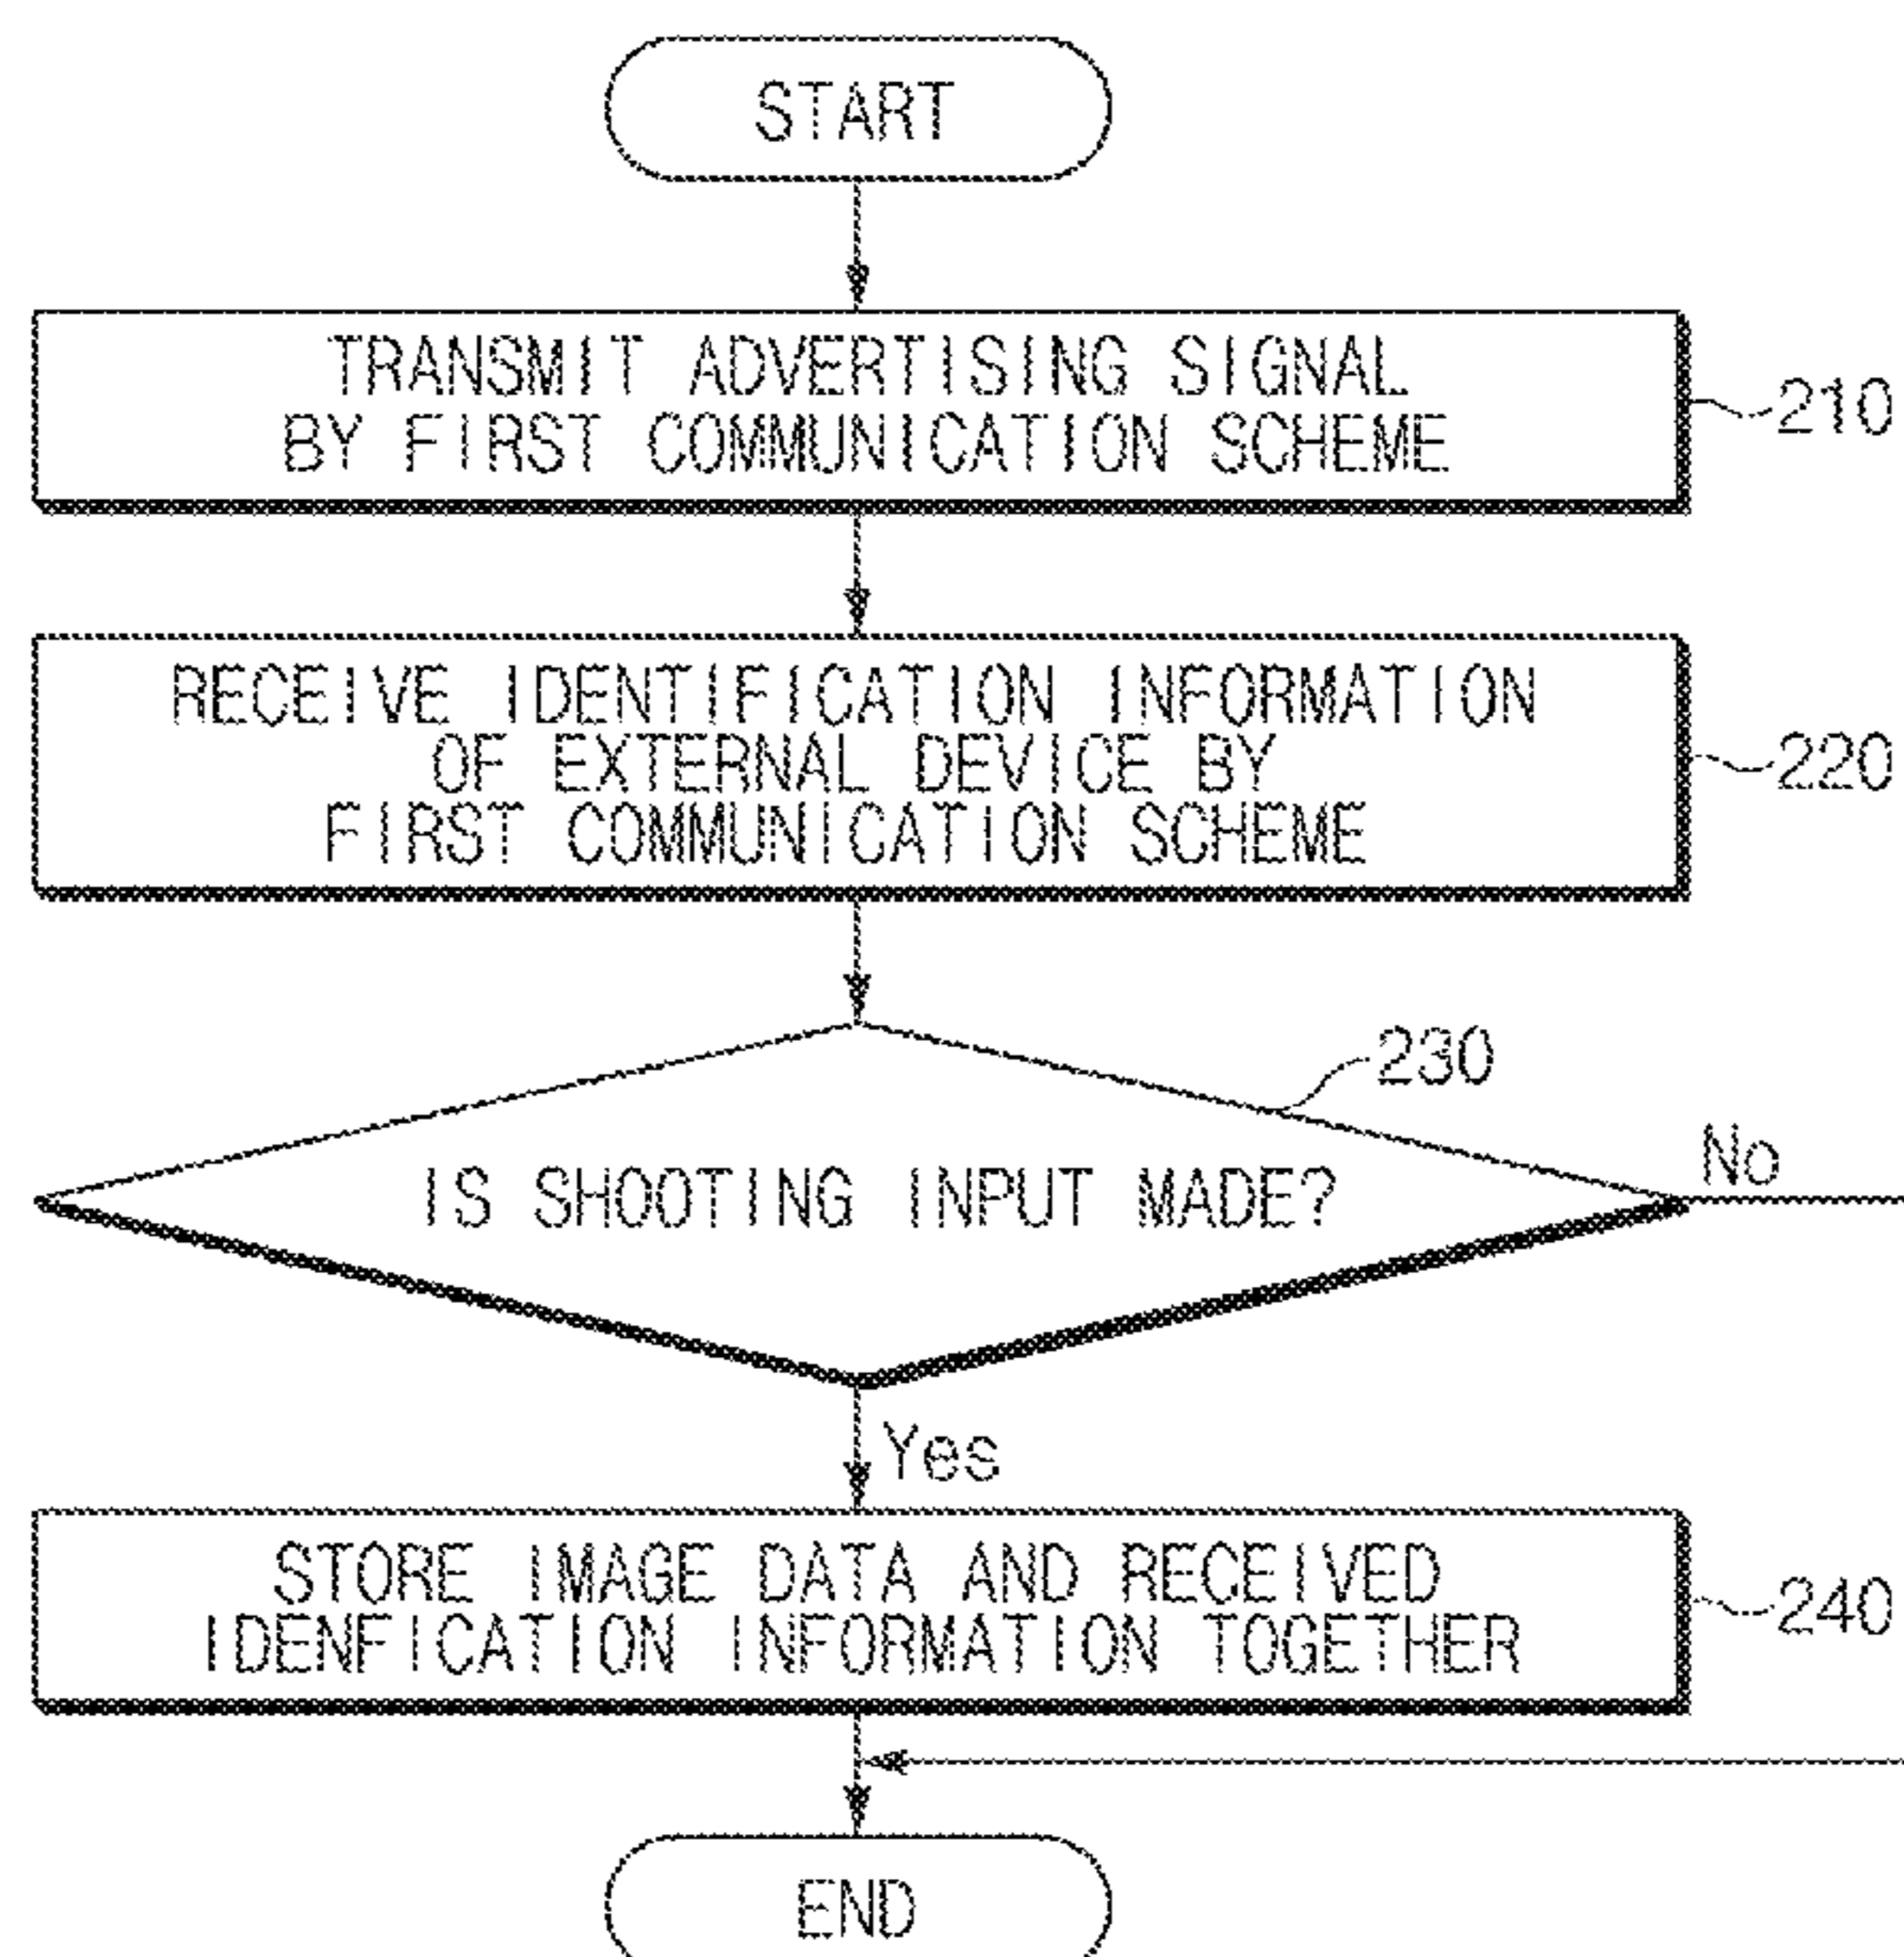 START
TRANSMIT ADVERTISING SIGNAL
BY FIRST COMMUNICATION SCHEME
210
RECEIVE IDENTIFICATION INFORMATION
OF EXTERNAL DEVICE BY
FIRST COMMUNICATION SCHEME
220
230
No
IS SHOOTING INPUT MADE?
Yes
STORE IMAGE DATA AND RECEIVED
IDENFICATION INFORMATION TOGETHER
240
END